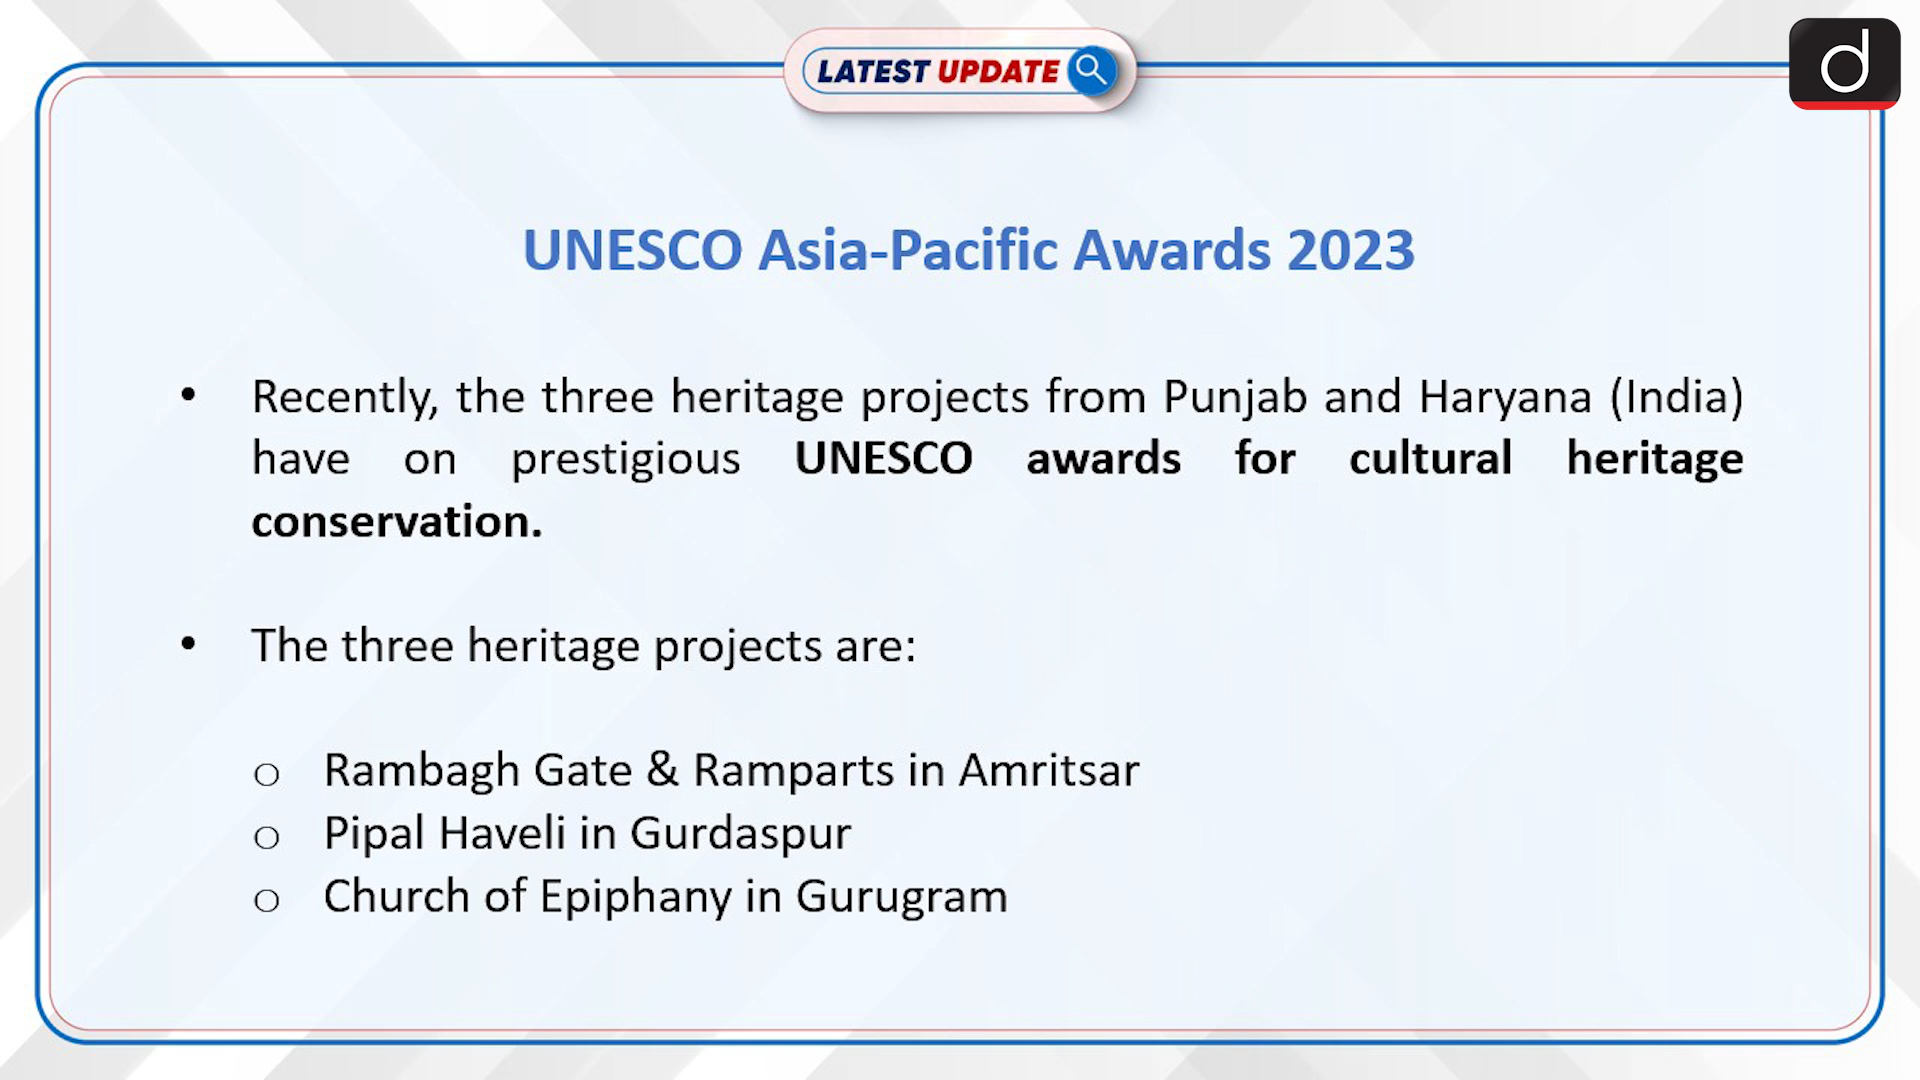 LATEST UPDATE
d
UNESCO Asia-Pacific Awards 2023
• Recently, the three heritage projects from Punjab and Haryana (India)
have on prestigious UNESCO awards for cultural heritage
conservation.
• The three heritage projects are:
o Rambagh Gate & Ramparts in Amritsar
o Pipal Haveli in Gurdaspur
o Church of Epiphany in Gurugram